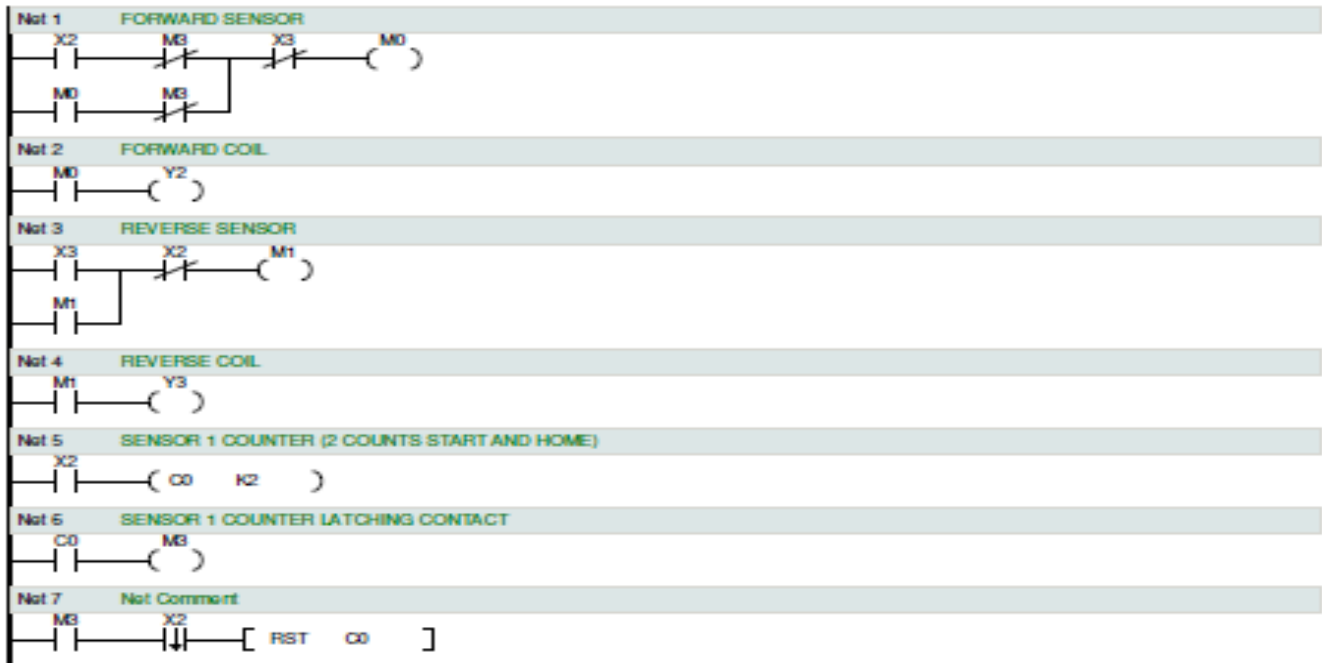 Net 1 FORWARD SENSOR
X2 M3 X3 M0
M0 M3
Net 2 FORWARD COIL
M0 Y2
Net 3 REVERSE SENSOR
X3 X2 M1
M1
Net 4 REVERSE COIL
M1 Y3
Net 5 SENSOR 1 COUNTER (2 COUNTS START AND HOME)
X2
C0 K2
Net 6 SENSOR 1 COUNTER LATCHING CONTACT
C0 M3
Net 7 Net Comment
M3 X2
RST C0